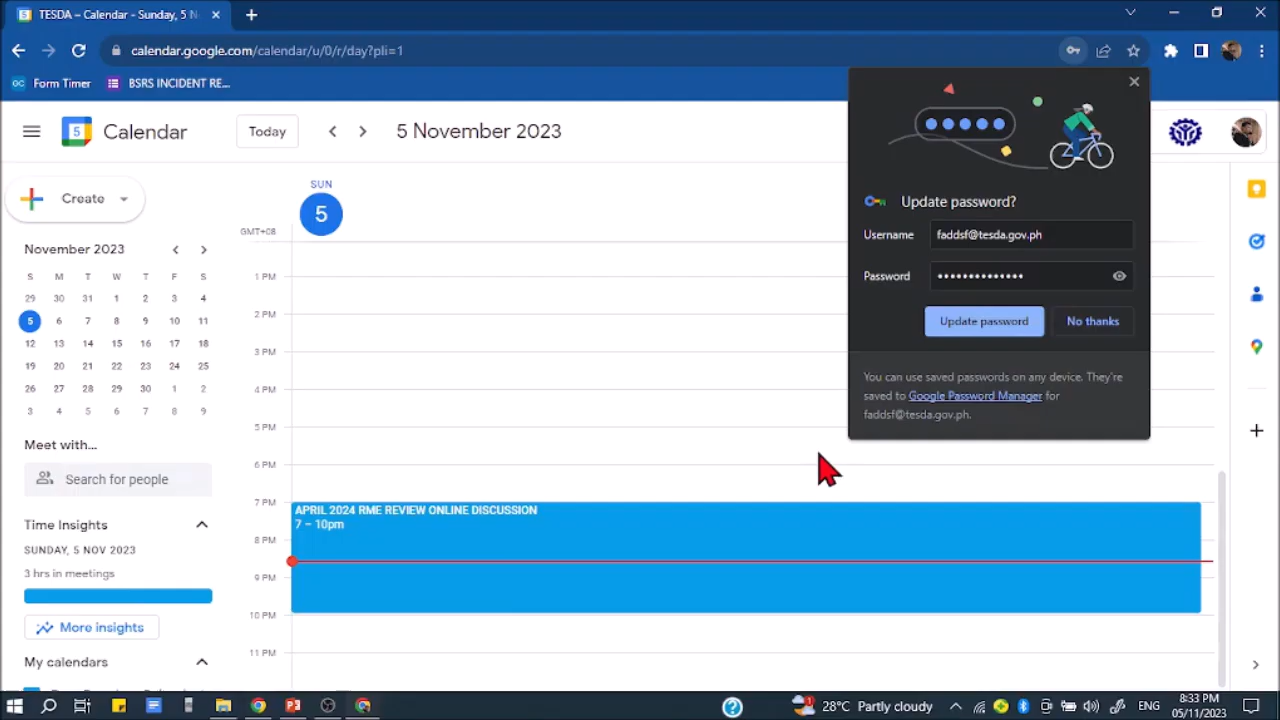 TESDA – Calendar - Sunday, 5 N
calendar.google.com/calendar/u/0/r/day?pli=1
GC Form Timer
BSRS INCIDENT RE...
5 Calendar
Today
5 November 2023
Create
November 2023
S M T W T F S
29 30 31 1 2 3 4
5 6 7 8 9 10 11
12 13 14 15 16 17 18
19 20 21 22 23 24 25
26 27 28 29 30 1 2
3 4 5 6 7 8 9
Meet with...
Search for people
Time Insights
SUNDAY, 5 NOV 2023
3 hrs in meetings
More insights
My calendars
SUN
5
GMT+08
1 PM
2 PM
3 PM
4 PM
5 PM
6 PM
7 PM
8 PM
9 PM
10 PM
11 PM
APRIL 2024 RME REVIEW ONLINE DISCUSSION
7 – 10pm
Update password?
Username faddsf@tesda.gov.ph
Password ••••••••••••••
Update password
No thanks
You can use saved passwords on any device. They're
saved to Google Password Manager for
faddsf@tesda.gov.ph.
28°C Partly cloudy
ENG
8:33 PM
05/11/2023